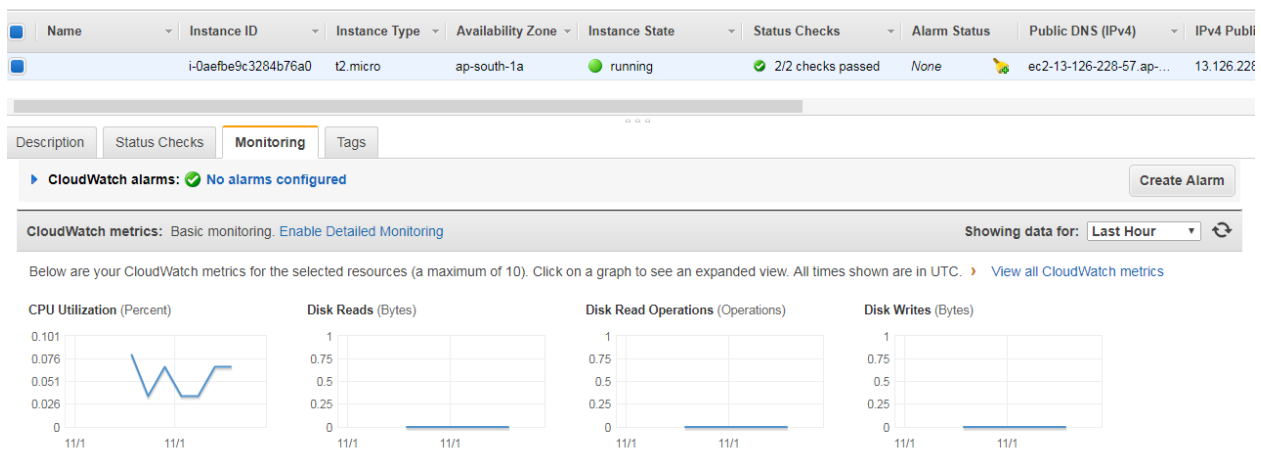 Name Instance ID Instance Type Availability Zone Instance State Status Checks Alarm Status Public DNS (IPv4) IPv4 Publi
i-0aefbe9c3284b76a0 t2.micro ap-south-1a running 2/2 checks passed None ec2-13-126-228-57.ap-... 13.126.228
Description Status Checks Monitoring Tags
CloudWatch alarms: No alarms configured Create Alarm
CloudWatch metrics: Basic monitoring. Enable Detailed Monitoring Showing data for: Last Hour
Below are your CloudWatch metrics for the selected resources (a maximum of 10). Click on a graph to see an expanded view. All times shown are in UTC. View all CloudWatch metrics
CPU Utilization (Percent) Disk Reads (Bytes) Disk Read Operations (Operations) Disk Writes (Bytes)
0.101 1 1 1
0.076 0.75 0.75 0.75
0.051 0.5 0.5 0.5
0.026 0.25 0.25 0.25
0 0 0 0
11/1 11/1 11/1 11/1 11/1 11/1 11/1 11/1